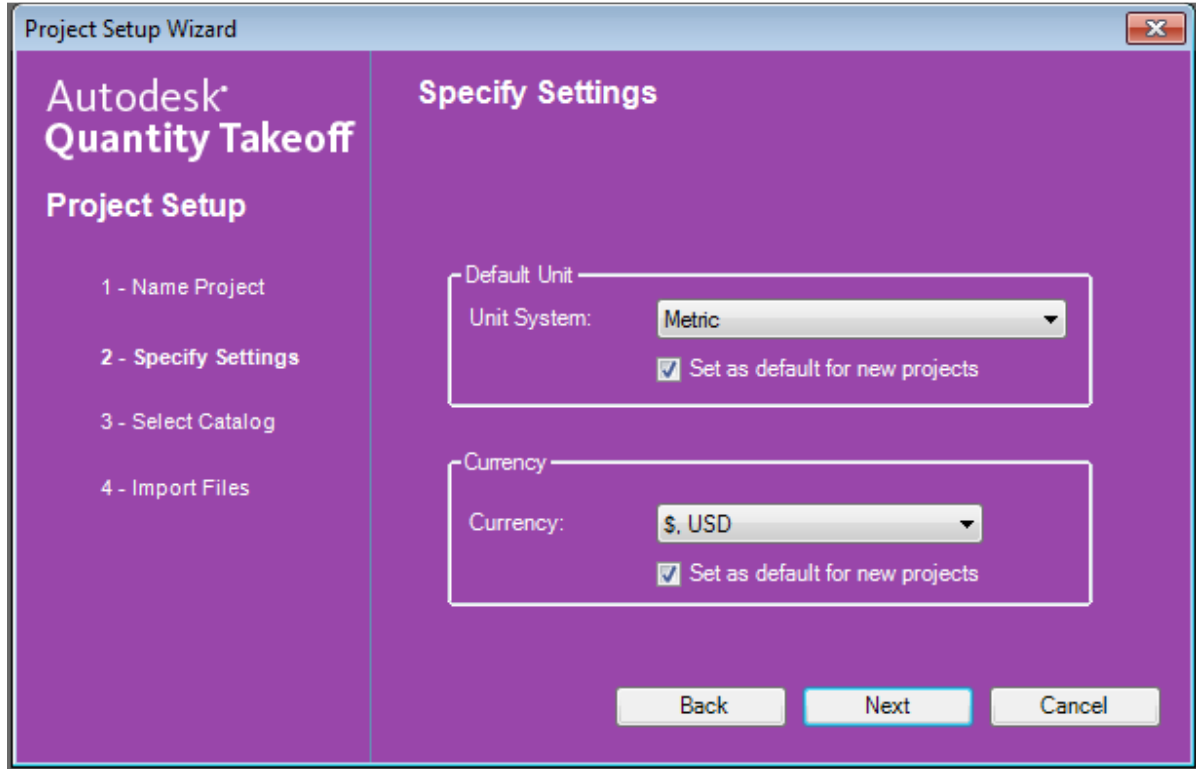 Project Setup Wizard
Autodesk®
Quantity Takeoff
Project Setup
1 - Name Project
2 - Specify Settings
3 - Select Catalog
4 - Import Files
Specify Settings
Default Unit
Unit System: Metric
Set as default for new projects
Currency
Currency: $, USD
Set as default for new projects
Back Next Cancel